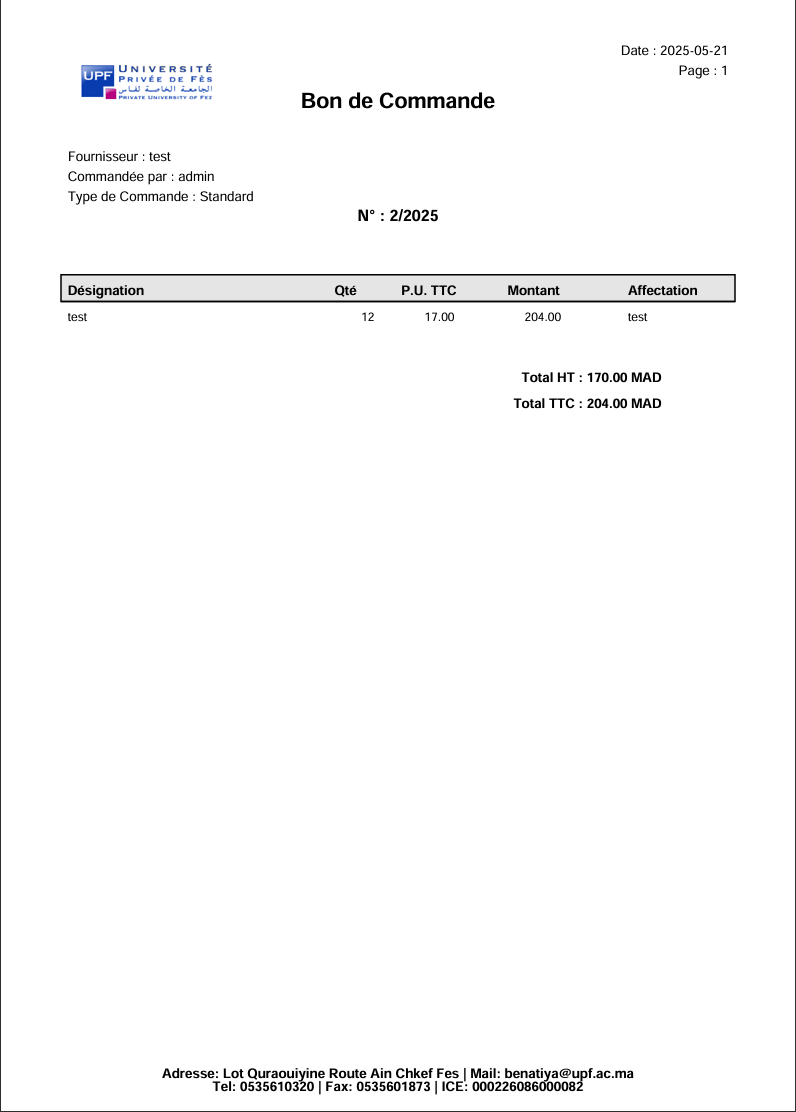 Date : 2025-05-21
Page : 1
UPF
UNIVERSITÉ
PRIVÉE DE FÈS
الجامعة الخاصة لفاس
PRIVATE UNIVERSITY OF FEZ
Bon de Commande
Fournisseur : test
Commandée par : admin
Type de Commande : Standard
N° : 2/2025
Désignation Qté P.U. TTC Montant Affectation
test 12 17.00 204.00 test
Total HT : 170.00 MAD
Total TTC : 204.00 MAD
Adresse: Lot Quraouiyine Route Ain Chkef Fes | Mail: benatiya@upf.ac.ma
Tel: 0535610320 | Fax: 0535601873 | ICE: 000226086000082